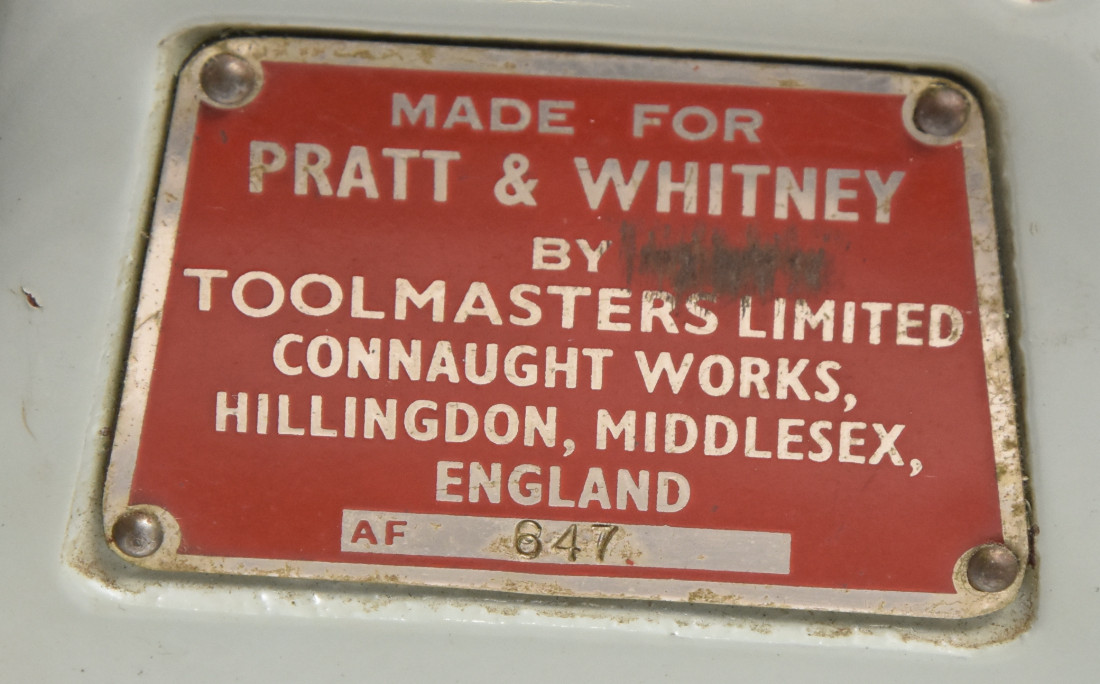 MADE FOR
PRATT & WHITNEY
BY
TOOLMASTERS LIMITED
CONNAUGHT WORKS,
HILLINGDON, MIDDLESEX,
ENGLAND
AF 647